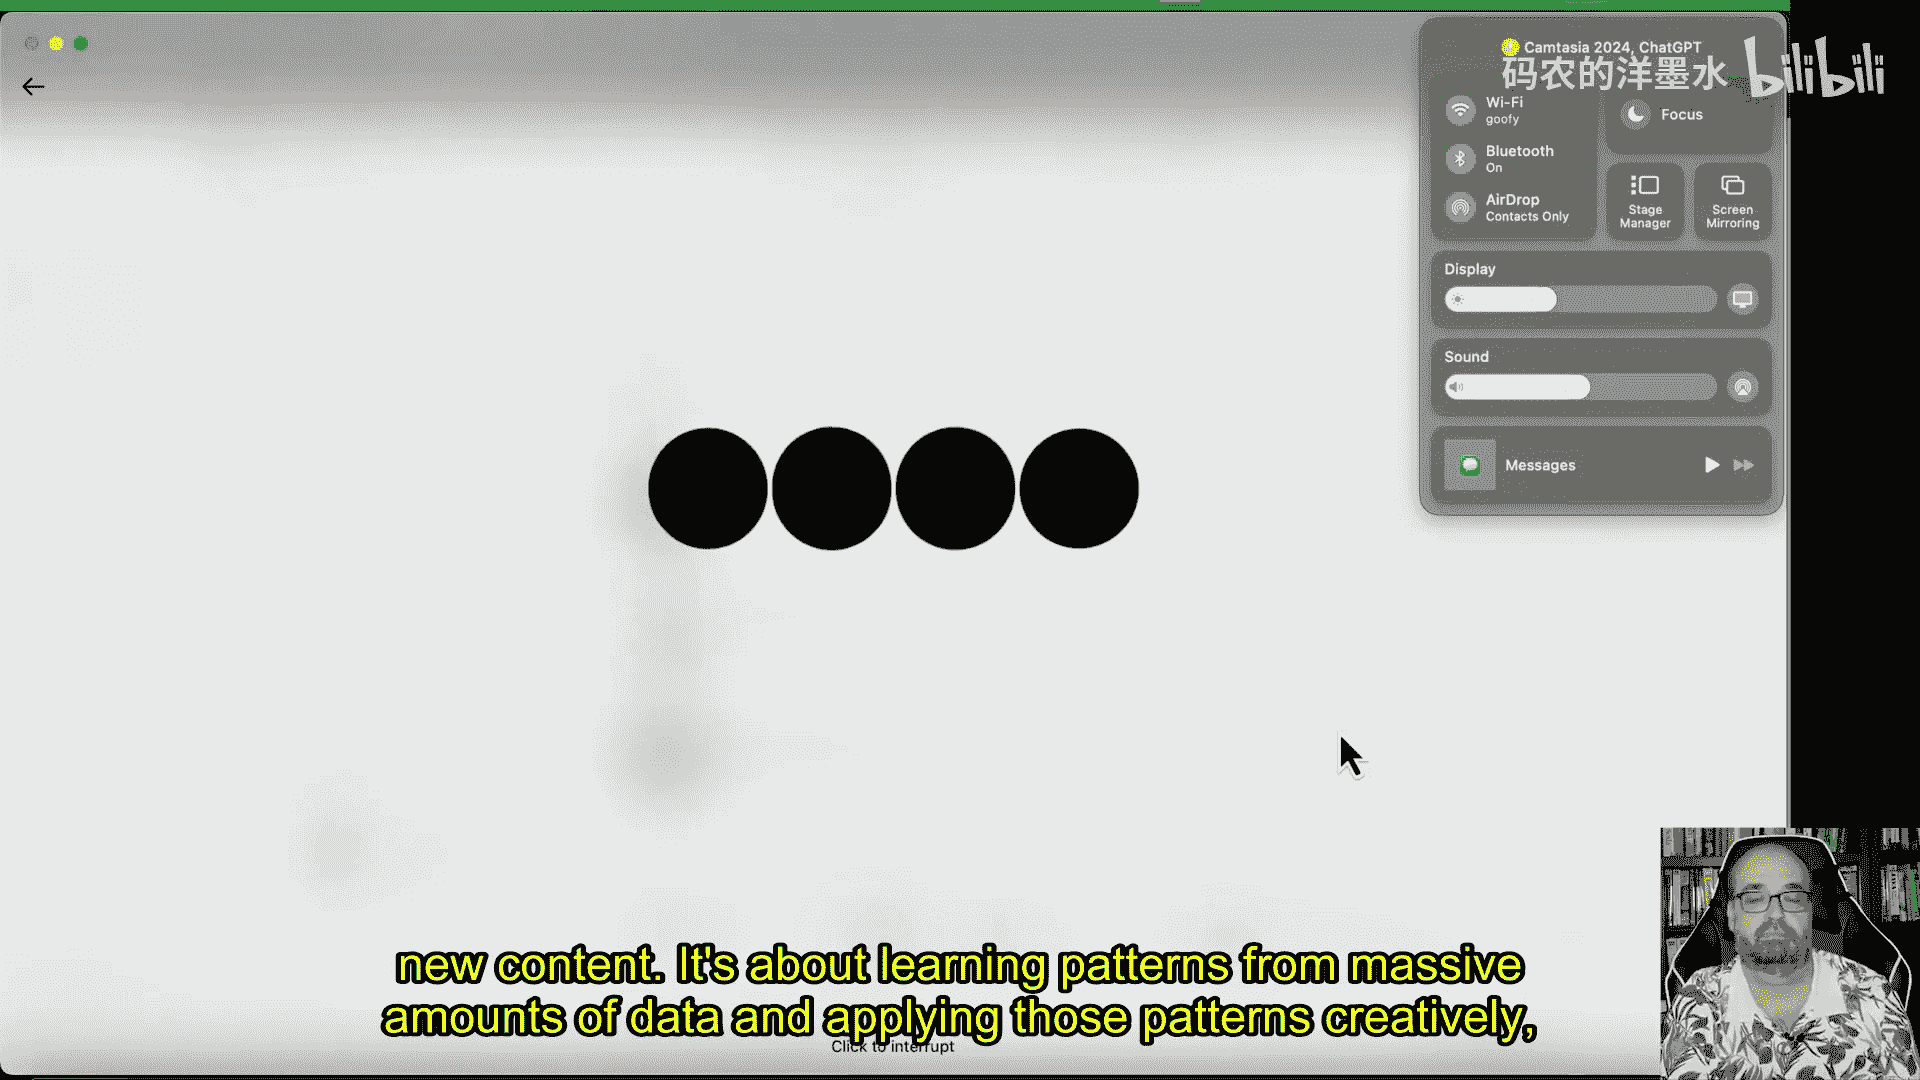 Camtasia 2024, ChatGPT
码农的洋墨水 bilibili
Wi-Fi
goofy
Focus
Bluetooth
On
AirDrop
Contacts Only
Stage
Manager
Screen
Mirroring
Display
Sound
Messages
new content. It's about learning patterns from massive
amounts of data and applying those patterns creatively,
Click to interrupt